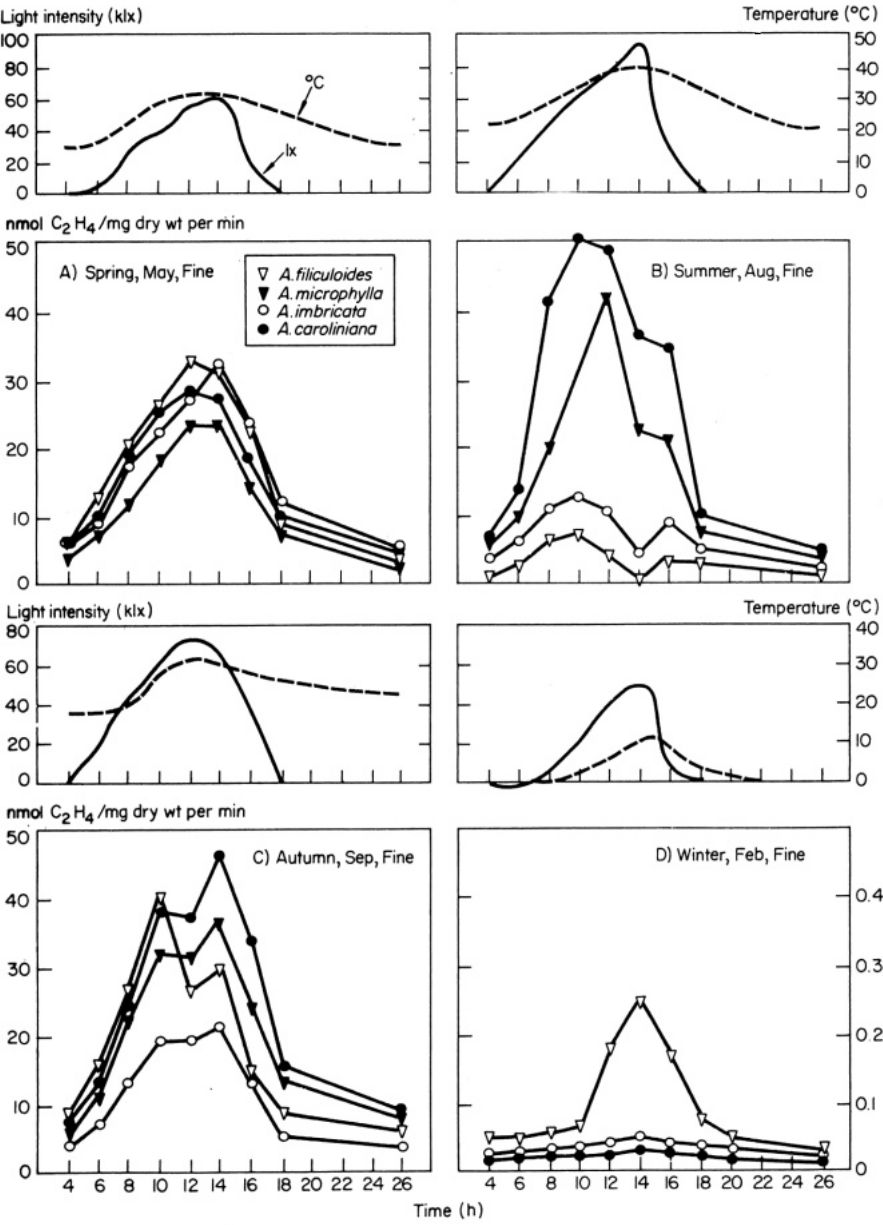 Light intensity (klx)
Temperature (°C)
100
80
60
40
20
0
°C
lx
50
40
30
20
10
0
nmol C₂H₄/mg dry wt per min
50
40
30
20
10
0
A) Spring, May, Fine
A. filiculoides
A. microphylla
A. imbricata
A. caroliniana
B) Summer, Aug, Fine
Light intensity (klx)
Temperature (°C)
80
60
40
20
0
40
30
20
10
0
nmol C₂H₄/mg dry wt per min
50
40
30
20
10
0
C) Autumn, Sep, Fine
D) Winter, Feb, Fine
0.4
0.3
0.2
0.1
0
4 6 8 10 12 14 16 18 20 22 24 26
4 6 8 10 12 14 16 18 20 22 24 26
Time (h)